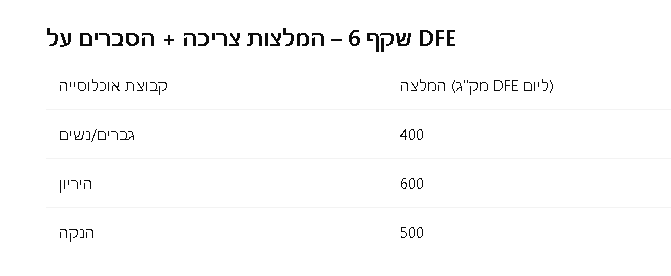 שקף 6 – המלצות צריכה + הסברים על DFE
קבוצת אוכלוסייה	המלצה (מק"ג DFE ליום)
גברים/נשים	400
היריון	600
הנקה	500